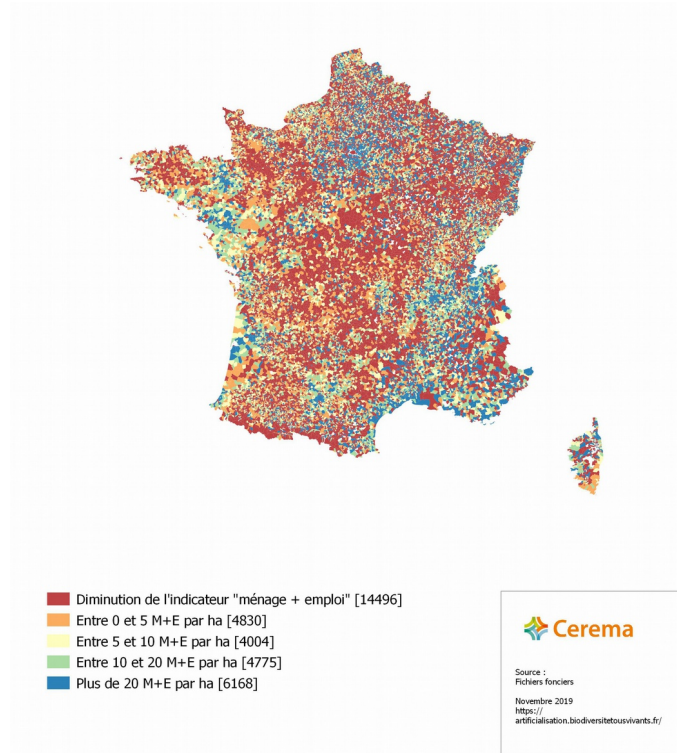 Diminution de l'indicateur "ménage + emploi" [14496]
Entre 0 et 5 M+E par ha [4830]
Entre 5 et 10 M+E par ha [4004]
Entre 10 et 20 M+E par ha [4775]
Plus de 20 M+E par ha [6168]
Cerema
Source :
Fichiers fonciers
Novembre 2019
https://
artificialisation.biodiversitetousvivants.fr/